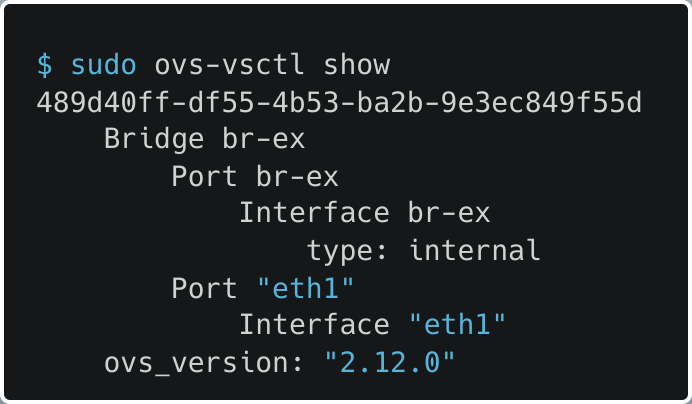 $ sudo ovs-vsctl show
489d40ff-df55-4b53-ba2b-9e3ec849f55d
    Bridge br-ex
        Port br-ex
            Interface br-ex
                type: internal
        Port "eth1"
            Interface "eth1"
    ovs_version: "2.12.0"